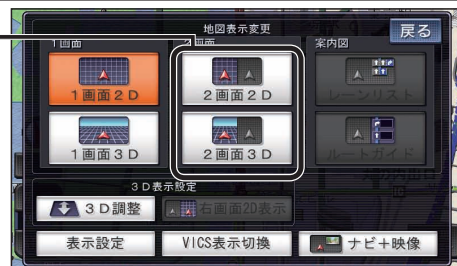 地図表示変更
戻る
1画面
2画面
案内図
1画面2D
2画面2D
レーンリスト
1画面3D
2画面3D
ルートガイド
3D表示設定
3D調整
右画面2D表示
表示設定
VICS表示切換
ナビ+映像